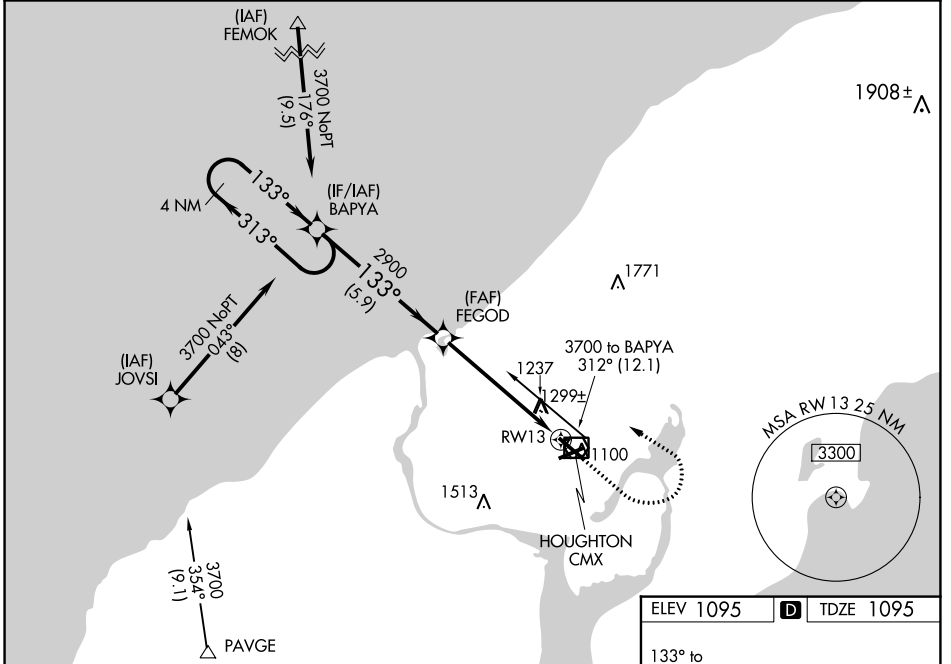 (IAF)
FEMOK
3700 NoPT
176°
(9.5)
1908±
133°
4 NM
313°
(IF/IAF)
BAPYA
2900
133°
(5.9)
(FAF)
FEGOD
1771
3700 NoPT
043°
(8)
(IAF)
JOVSI
3700 to BAPYA
312° (12.1)
1237
1299±
RW13
1100
1513
HOUGHTON
CMX
MSA RW 13 25 NM
3300
3700
354°
(9.1)
PAVGE
ELEV 1095 D TDZE 1095
133° to